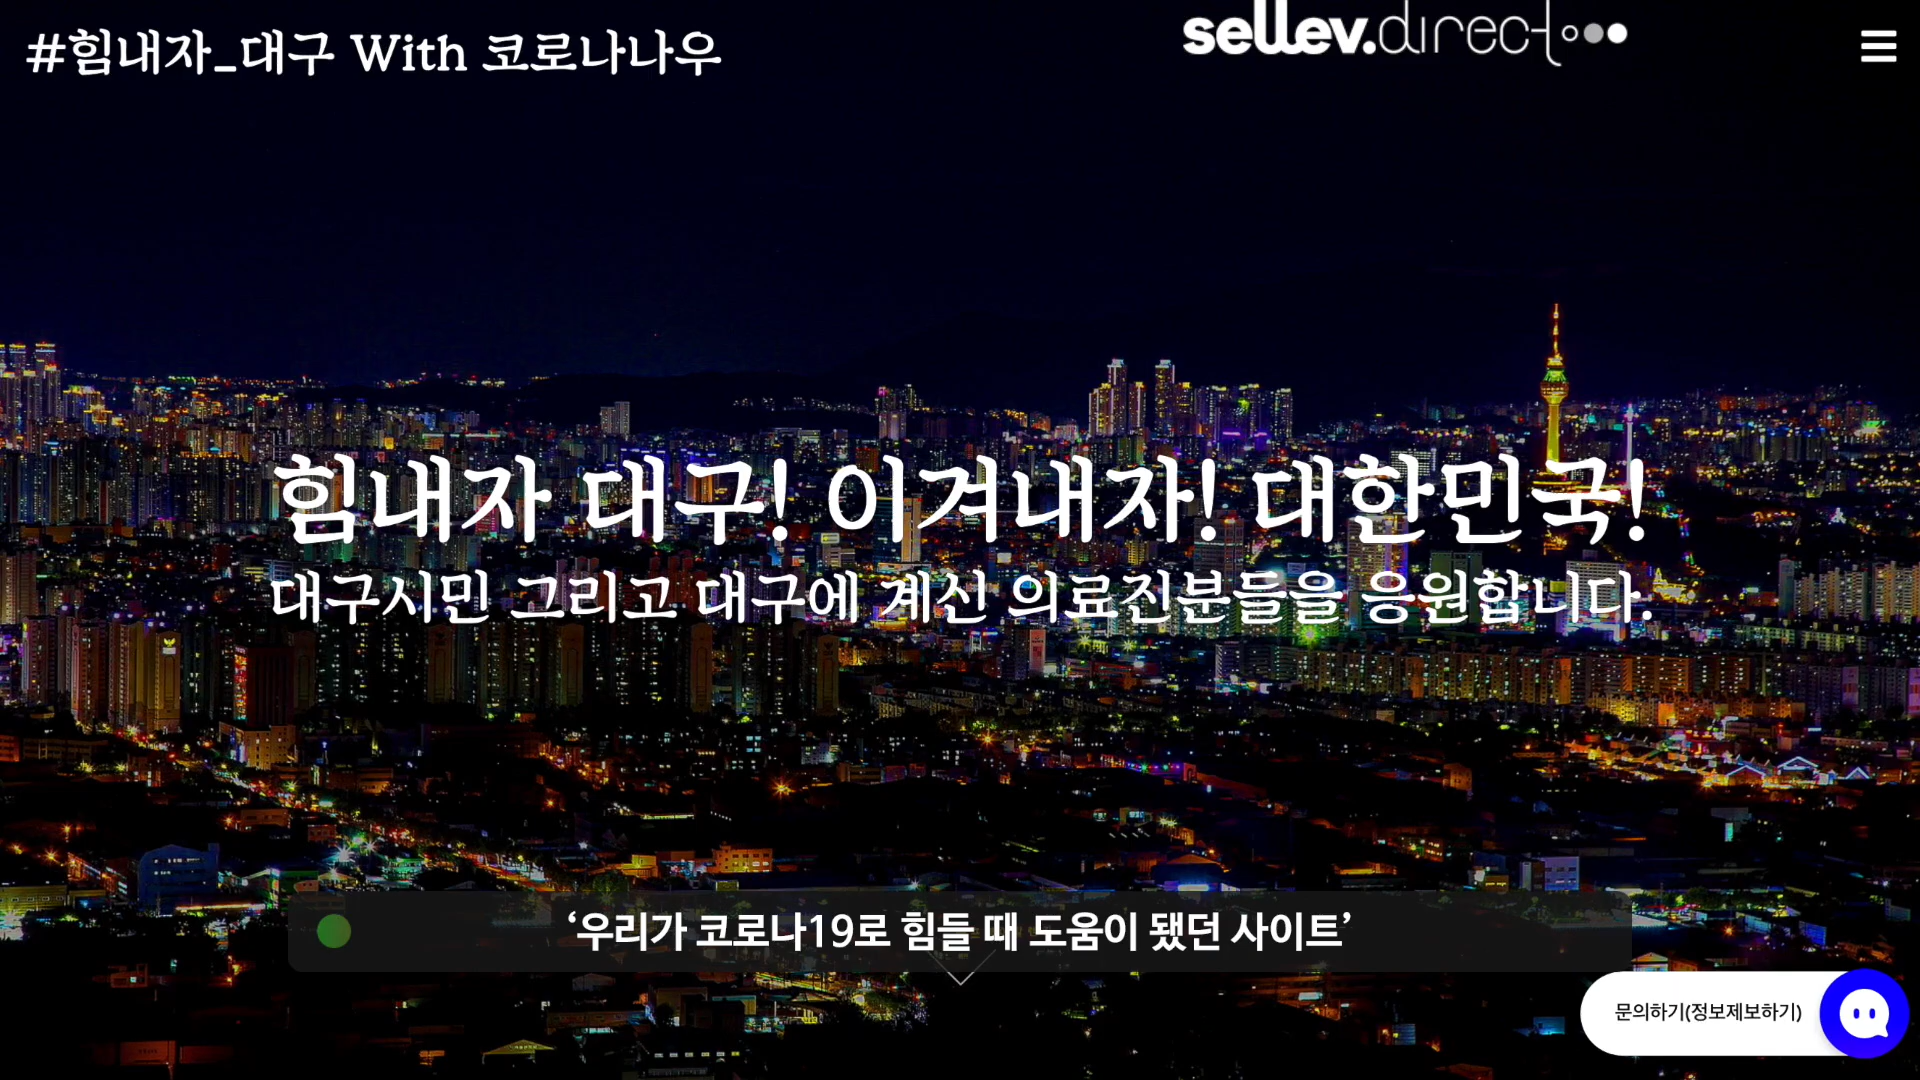 #힘내자_대구 With 코로나나우
sellev.direct
힘내자 대구! 이겨내자! 대한민국!
대구시민 그리고 대구에 계신 의료진분들을 응원합니다.
‘우리가 코로나19로 힘들 때 도움이 됐던 사이트’
문의하기(정보제보하기)